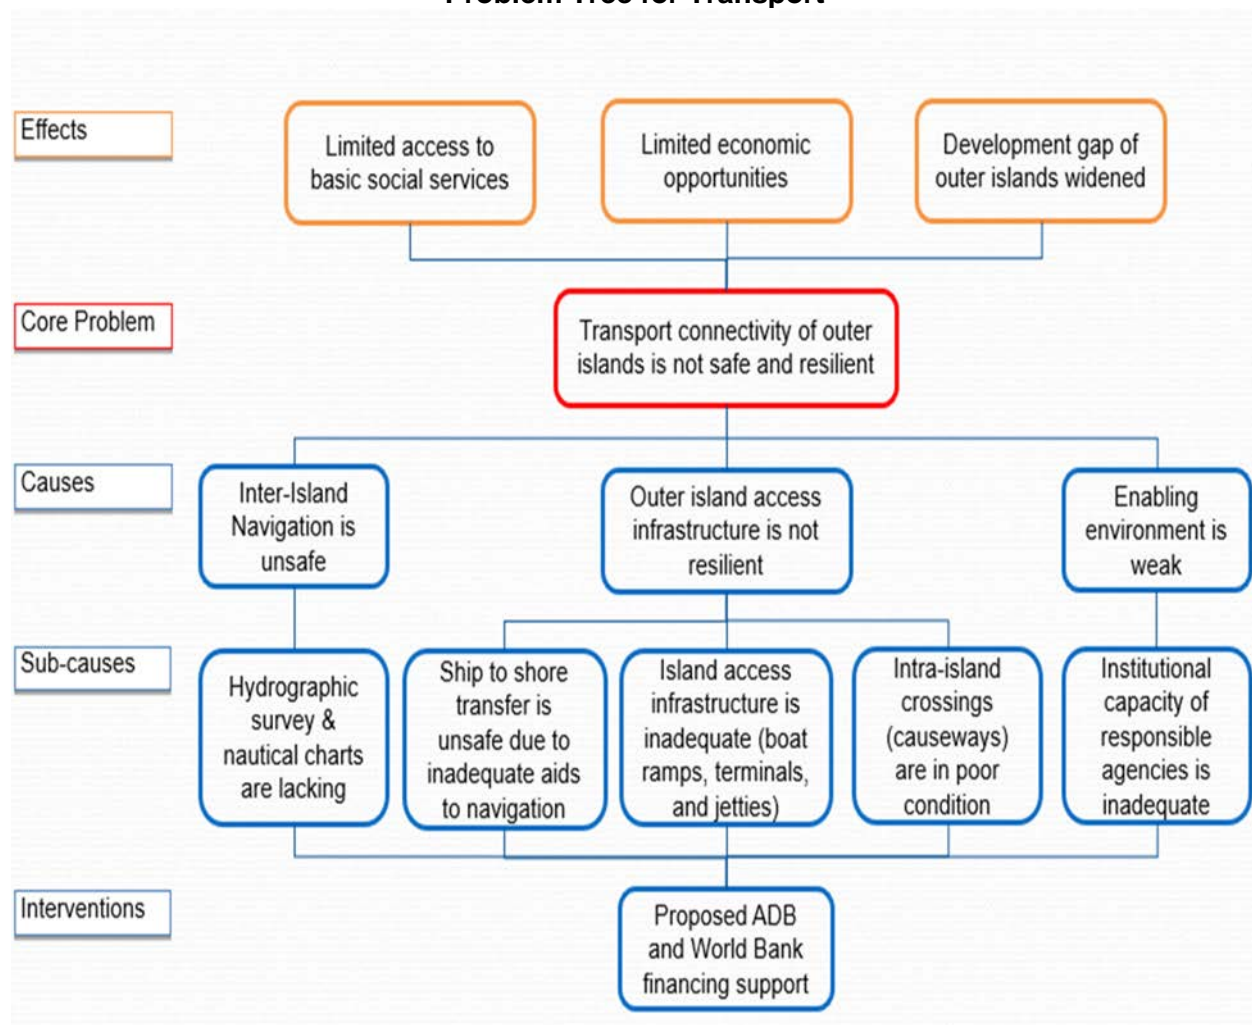 Problem Tree for Transport
Effects
Limited access to
basic social services
Limited economic
opportunities
Development gap of
outer islands widened
Core Problem
Transport connectivity of outer
islands is not safe and resilient
Causes
Inter-Island
Navigation is
unsafe
Outer island access
infrastructure is not
resilient
Enabling
environment is
weak
Sub-causes
Hydrographic
survey &
nautical charts
are lacking
Ship to shore
transfer is
unsafe due to
inadequate aids
to navigation
Island access
infrastructure is
inadequate (boat
ramps, terminals,
and jetties)
Intra-island
crossings
(causeways)
are in poor
condition
Institutional
capacity of
responsible
agencies is
inadequate
Interventions
Proposed ADB
and World Bank
financing support